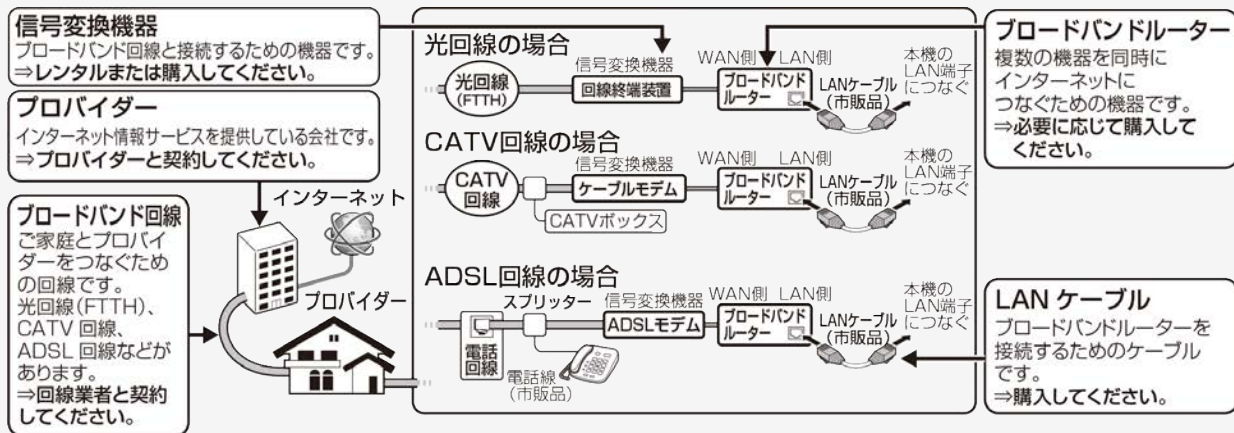 信号変換機器
ブロードバンド回線と接続するための機器です。
⇒レンタルまたは購入してください。
プロバイダー
インターネット情報サービスを提供している会社です。
⇒プロバイダーと契約してください。
ブロードバンド回線
ご家庭とプロバイ
ダーをつなぐため
の回線です。
光回線(FTTH)、
CATV 回線、
ADSL 回線などが
あります。
⇒回線業者と契約
してください。
インターネット
プロバイダー
光回線の場合
光回線
(FTTH)
信号変換機器
回線終端装置
WAN側 LAN側
ブロードバンド
ルーター
LANケーブル
(市販品)
本機の
LAN端子
につなぐ
CATV回線の場合
CATV
回線
信号変換機器
ケーブルモデム
CATVボックス
WAN側 LAN側
ブロードバンド
ルーター
LANケーブル
(市販品)
本機の
LAN端子
につなぐ
ADSL回線の場合
電話
回線
スプリッター
電話線
(市販品)
信号変換機器
ADSLモデム
WAN側 LAN側
ブロードバンド
ルーター
LANケーブル
(市販品)
本機の
LAN端子
につなぐ
ブロードバンドルーター
複数の機器を同時に
インターネットに
つなぐための機器です。
⇒必要に応じて購入して
ください。
LAN ケーブル
ブロードバンドルーターを
接続するためのケーブル
です。
⇒購入してください。